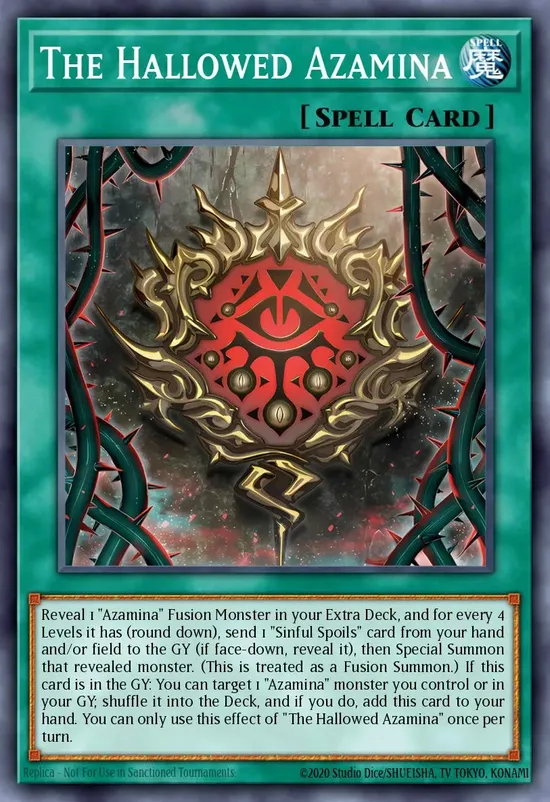 The Hallowed Azamina
SPELL
魔
[Spell Card]
Reveal 1 "Azamina" Fusion Monster in your Extra Deck, and for every 4
Levels it has (round down), send 1 "Sinful Spoils" card from your hand
and/or field to the GY (if face-down, reveal it), then Special Summon
that revealed monster. (This is treated as a Fusion Summon.) If this
card is in the GY: You can target 1 "Azamina" monster you control or in
your GY; shuffle it into the Deck, and if you do, add this card to your
hand. You can only use this effect of "The Hallowed Azamina" once per
turn.
Replica - Not For Use in Sanctioned Tournaments.
©2020 Studio Dice/SHUEISHA, TV TOKYO, KONAMI